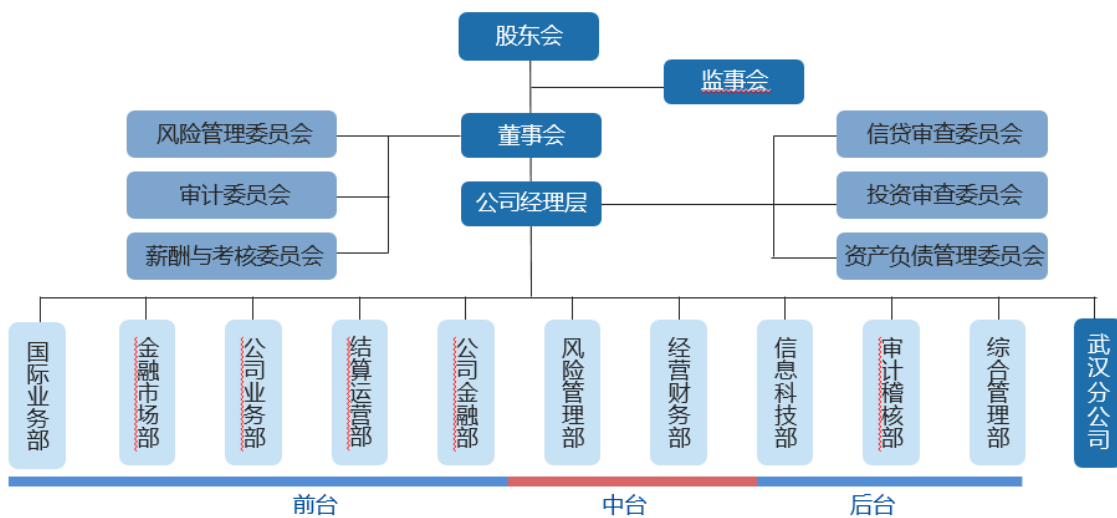 股东会
监事会
风险管理委员会
董事会
信贷审查委员会
审计委员会
公司经理层
投资审查委员会
薪酬与考核委员会
资产负债管理委员会
国际业务部
金融市场部
公司业务部
结算运营部
公司金融部
风险管理部
经营财务部
信息科技部
审计稽核部
综合管理部
武汉分公司
前台
中台
后台